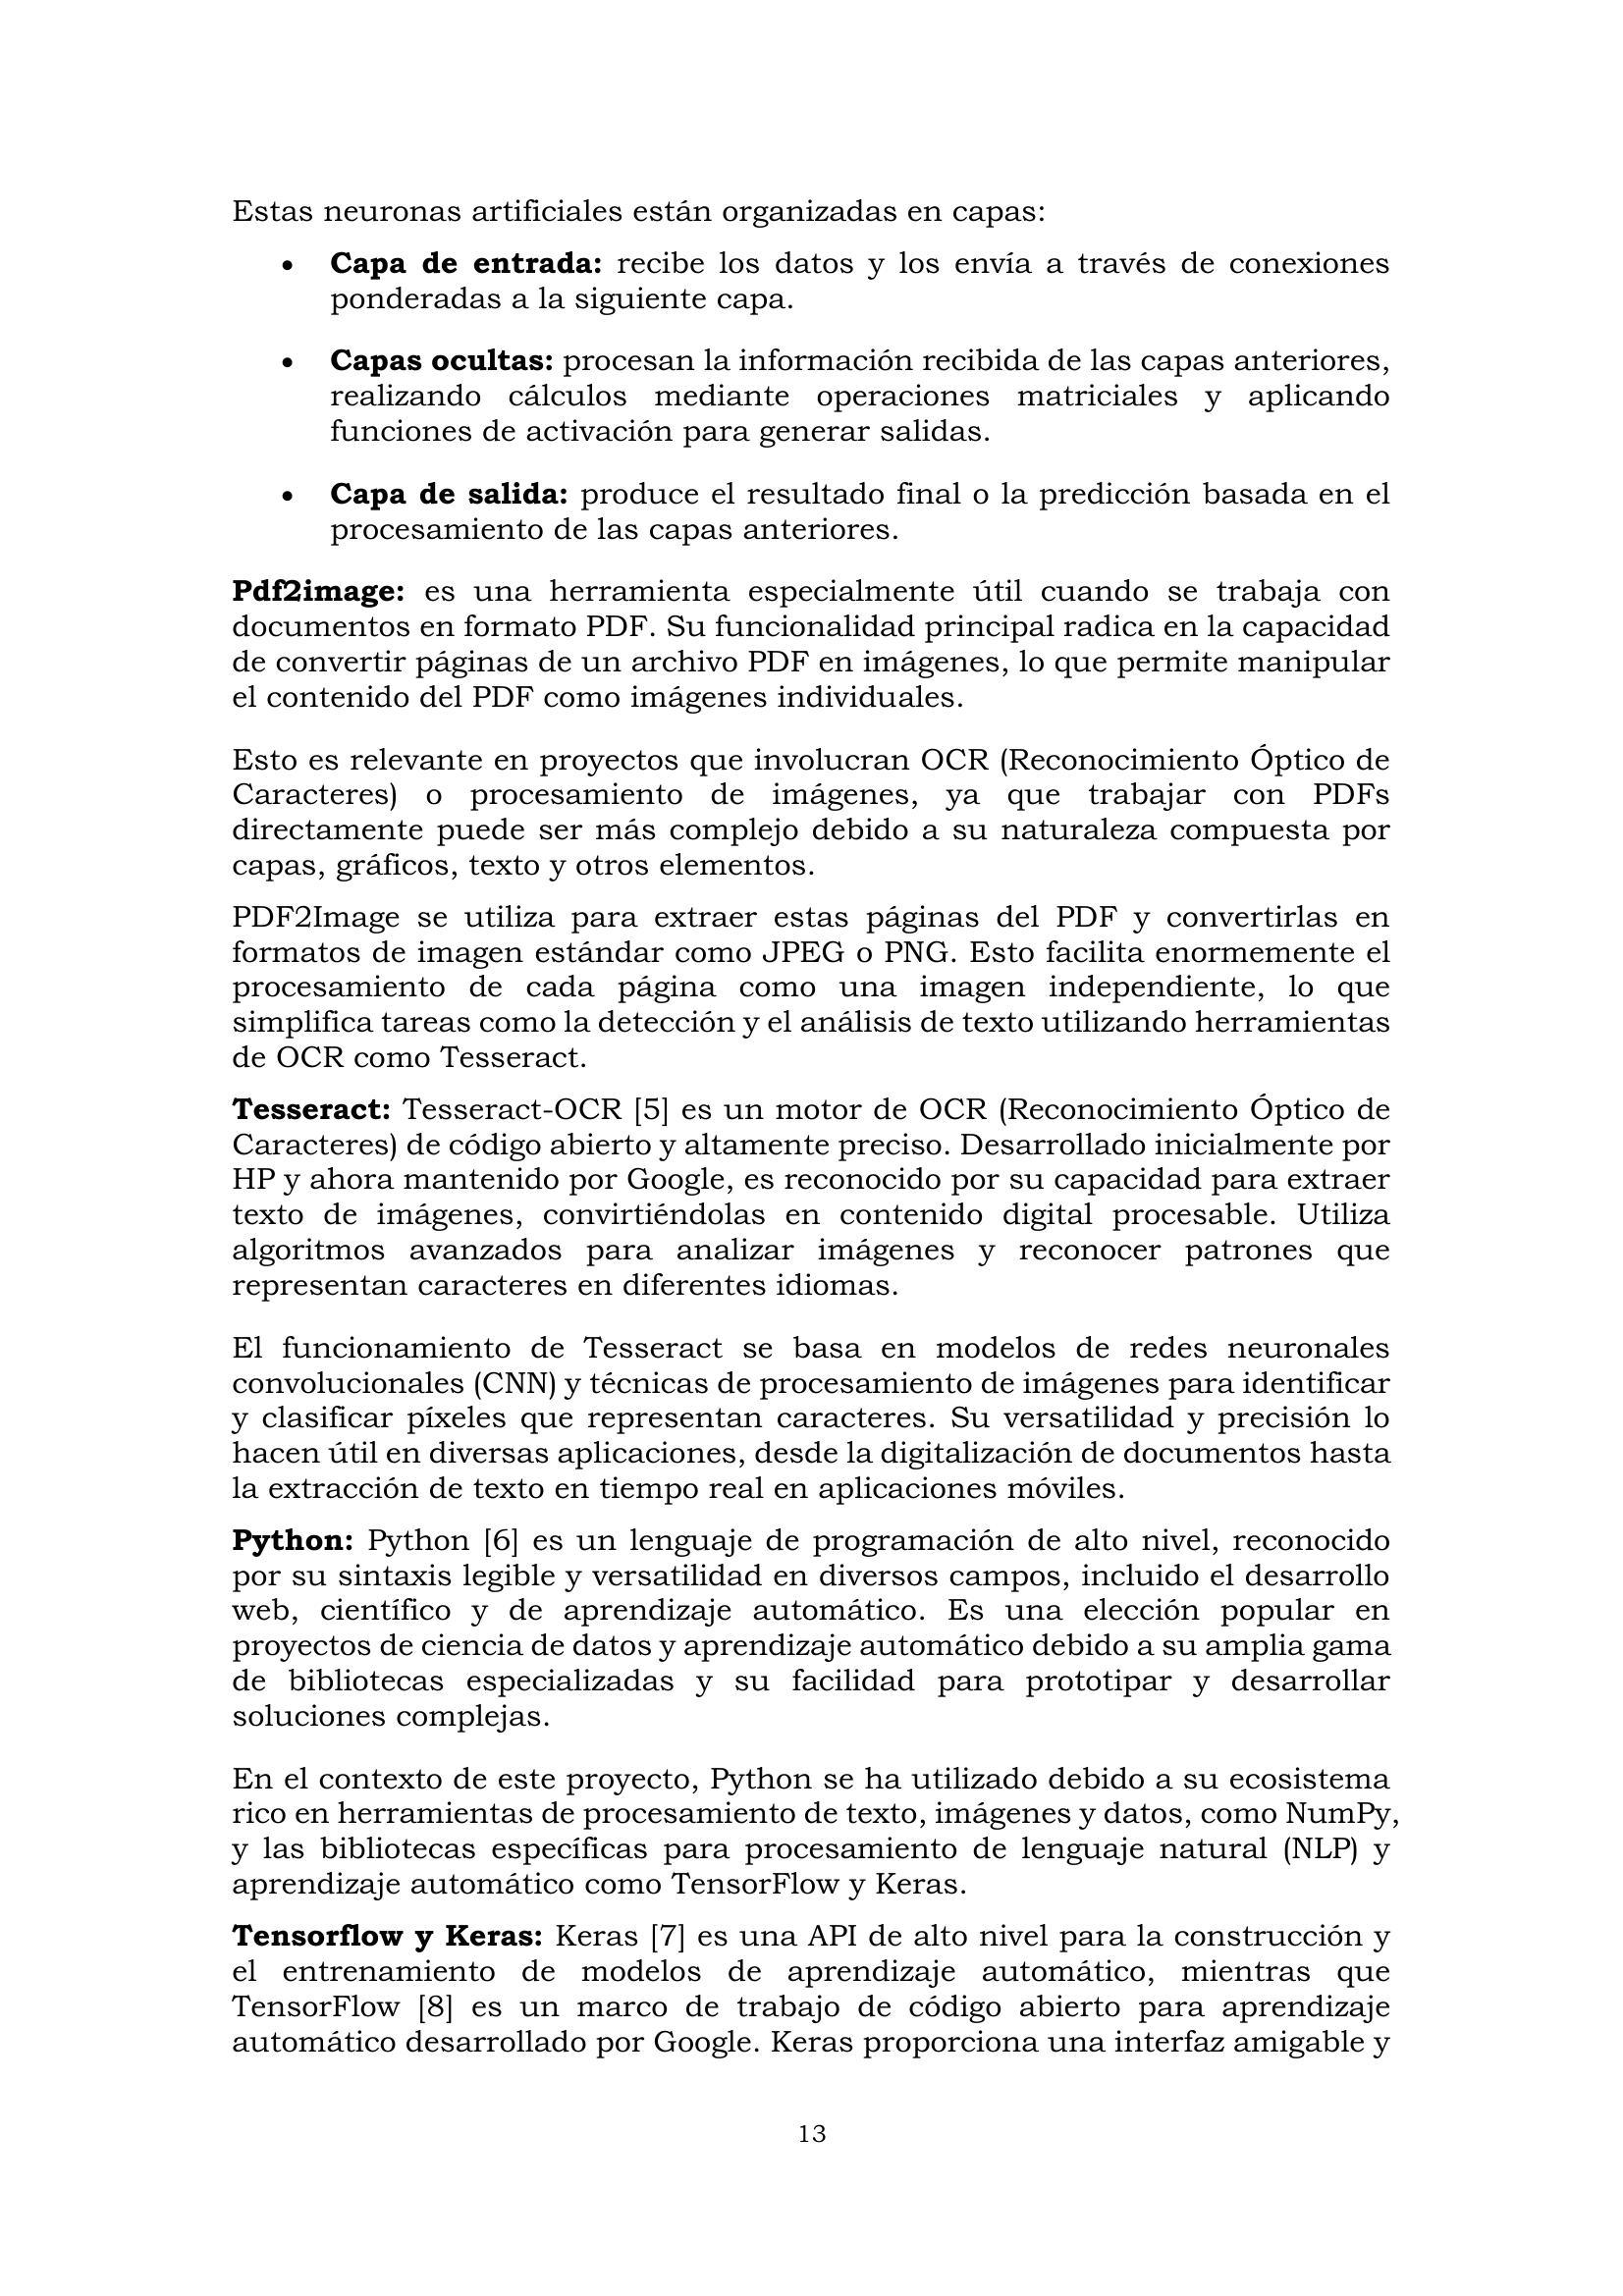 Estas neuronas artificiales están organizadas en capas:
• Capa de entrada: recibe los datos y los envía a través de conexiones
ponderadas a la siguiente capa.
• Capas ocultas: procesan la información recibida de las capas anteriores,
realizando cálculos mediante operaciones matriciales y aplicando
funciones de activación para generar salidas.
• Capa de salida: produce el resultado final o la predicción basada en el
procesamiento de las capas anteriores.
Pdf2image: es una herramienta especialmente útil cuando se trabaja con
documentos en formato PDF. Su funcionalidad principal radica en la capacidad
de convertir páginas de un archivo PDF en imágenes, lo que permite manipular
el contenido del PDF como imágenes individuales.
Esto es relevante en proyectos que involucran OCR (Reconocimiento Óptico de
Caracteres) o procesamiento de imágenes, ya que trabajar con PDFs
directamente puede ser más complejo debido a su naturaleza compuesta por
capas, gráficos, texto y otros elementos.
PDF2Image se utiliza para extraer estas páginas del PDF y convertirlas en
formatos de imagen estándar como JPEG o PNG. Esto facilita enormemente el
procesamiento de cada página como una imagen independiente, lo que
simplifica tareas como la detección y el análisis de texto utilizando herramientas
de OCR como Tesseract.
Tesseract: Tesseract-OCR [5] es un motor de OCR (Reconocimiento Óptico de
Caracteres) de código abierto y altamente preciso. Desarrollado inicialmente por
HP y ahora mantenido por Google, es reconocido por su capacidad para extraer
texto de imágenes, convirtiéndolas en contenido digital procesable. Utiliza
algoritmos avanzados para analizar imágenes y reconocer patrones que
representan caracteres en diferentes idiomas.
El funcionamiento de Tesseract se basa en modelos de redes neuronales
convolucionales (CNN) y técnicas de procesamiento de imágenes para identificar
y clasificar píxeles que representan caracteres. Su versatilidad y precisión lo
hacen útil en diversas aplicaciones, desde la digitalización de documentos hasta
la extracción de texto en tiempo real en aplicaciones móviles.
Python: Python [6] es un lenguaje de programación de alto nivel, reconocido
por su sintaxis legible y versatilidad en diversos campos, incluido el desarrollo
web, científico y de aprendizaje automático. Es una elección popular en
proyectos de ciencia de datos y aprendizaje automático debido a su amplia gama
de bibliotecas especializadas y su facilidad para prototipar y desarrollar
soluciones complejas.
En el contexto de este proyecto, Python se ha utilizado debido a su ecosistema
rico en herramientas de procesamiento de texto, imágenes y datos, como NumPy,
y las bibliotecas específicas para procesamiento de lenguaje natural (NLP) y
aprendizaje automático como TensorFlow y Keras.
Tensorflow y Keras: Keras [7] es una API de alto nivel para la construcción y
el entrenamiento de modelos de aprendizaje automático, mientras que
TensorFlow [8] es un marco de trabajo de código abierto para aprendizaje
automático desarrollado por Google. Keras proporciona una interfaz amigable y
13